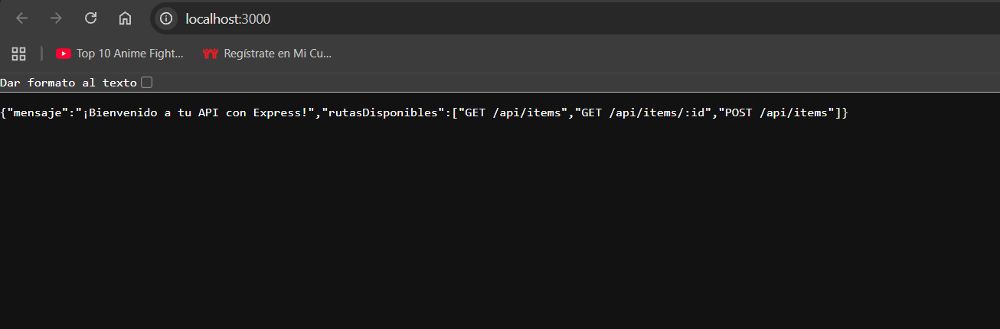 localhost:3000
Top 10 Anime Fight... Regístrate en Mi Cu...
Dar formato al texto
{"mensaje":"¡Bienvenido a tu API con Express!","rutasDisponibles":["GET /api/items","GET /api/items/:id","POST /api/items"]}